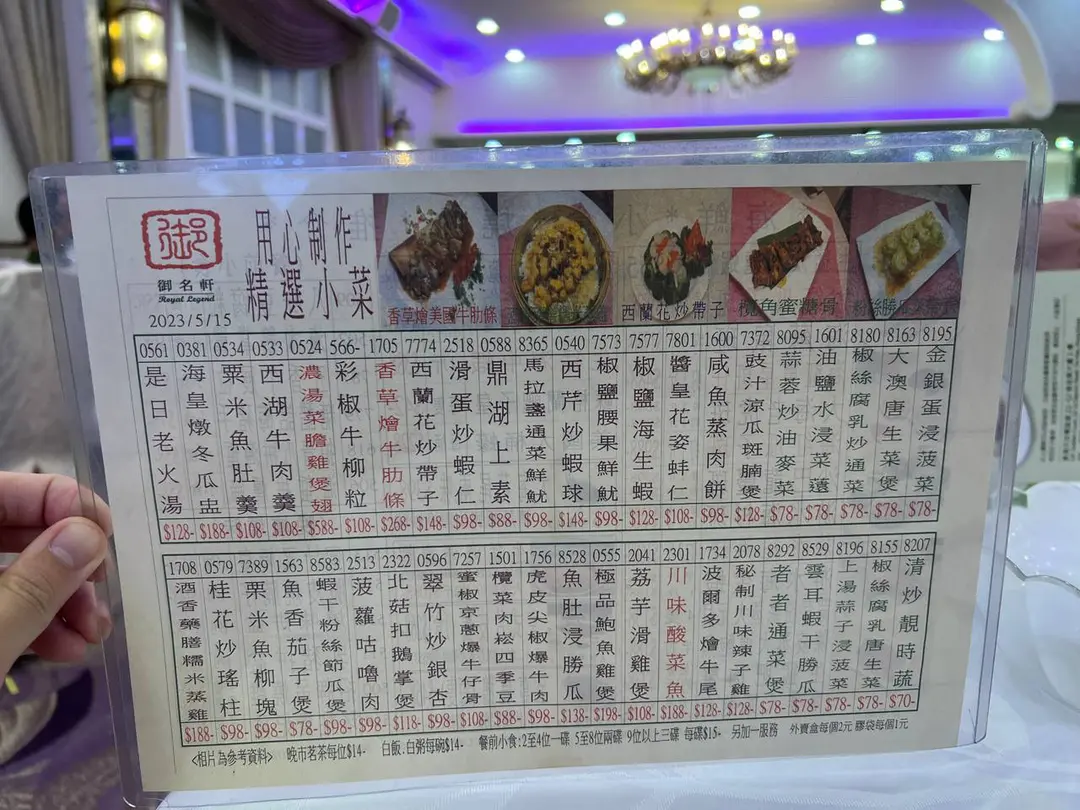 御
御名軒
Royal Legend
2023/5/15
用心制作
精選小菜
香草燴美國牛肋條
西蘭花炒帶子
欖角蜜糖骨
0561 0381 0534 0533 0524 566- 1705 7774 2518 0588 8365 0540 7573 7577 7801 1600 7372 8095 1601 8180 8163 8195
是日老火湯
海皇燉冬瓜盅
粟米魚肚羹
西湖牛肉羹
濃湯菜膽雞煲翅
彩椒牛柳粒
香草燴牛肋條
西蘭花炒帶子
滑蛋炒蝦仁
鼎湖上素
馬拉盞通菜鮮魷
西芹炒蝦球
椒鹽腰果鮮魷
椒鹽海生蝦
醬皇花姿蚌仁
咸魚蒸肉餅
豉汁涼瓜斑腩煲
蒜蓉炒油麥菜
油鹽水浸菜薳
椒絲腐乳炒通菜
大澳唐生菜煲
金銀蛋浸菠菜
$128- $188- $108- $108- $588- $108- $268- $148- $98- $88- $98- $148- $98- $128- $108- $98- $128- $78- $78- $78- $78- $78-
1708 0579 7389 1563 8583 2513 2322 0596 7257 1501 1756 8528 0555 2041 2301 1734 2078 8292 8529 8196 8155 8207
酒香藥膳糯米蒸雞
桂花炒瑤柱
粟米魚柳塊
魚香茄子煲
蝦干粉絲節瓜煲
菠蘿咕嚕肉
北菇扣鵝掌煲
翠竹炒銀杏
蜜椒京蔥爆牛仔骨
欖菜肉崧四季豆
虎皮尖椒爆牛肉
魚肚浸勝瓜
極品鮑魚雞煲
荔芋滑雞煲
川味酸菜魚
波爾多燴牛尾
秘制川味辣子雞
者者通菜煲
雲耳蝦干勝瓜
上湯蒜子浸菠菜
椒絲腐乳唐生菜
清炒靚時蔬
$188- $98- $98- $78- $98- $98- $118- $98- $108- $88- $98- $138- $198- $108- $188- $128- $128- $78- $78- $78- $78- $70-
<相片為參考資料> 晚市茗茶每位$14- 白飯.白粥每碗$14- 餐前小食:2至4位一碟 5至8位兩碟 9位以上三碟 每碟$15- 另加一服務 外賣盒每個2元 膠袋每個1元